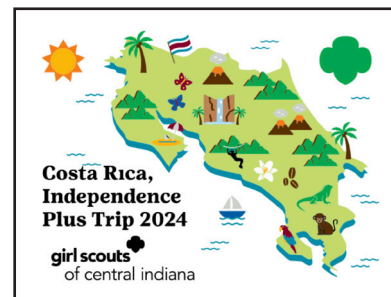 Costa Rica,
Independence
Plus Trip 2024
girl scouts
of central indiana